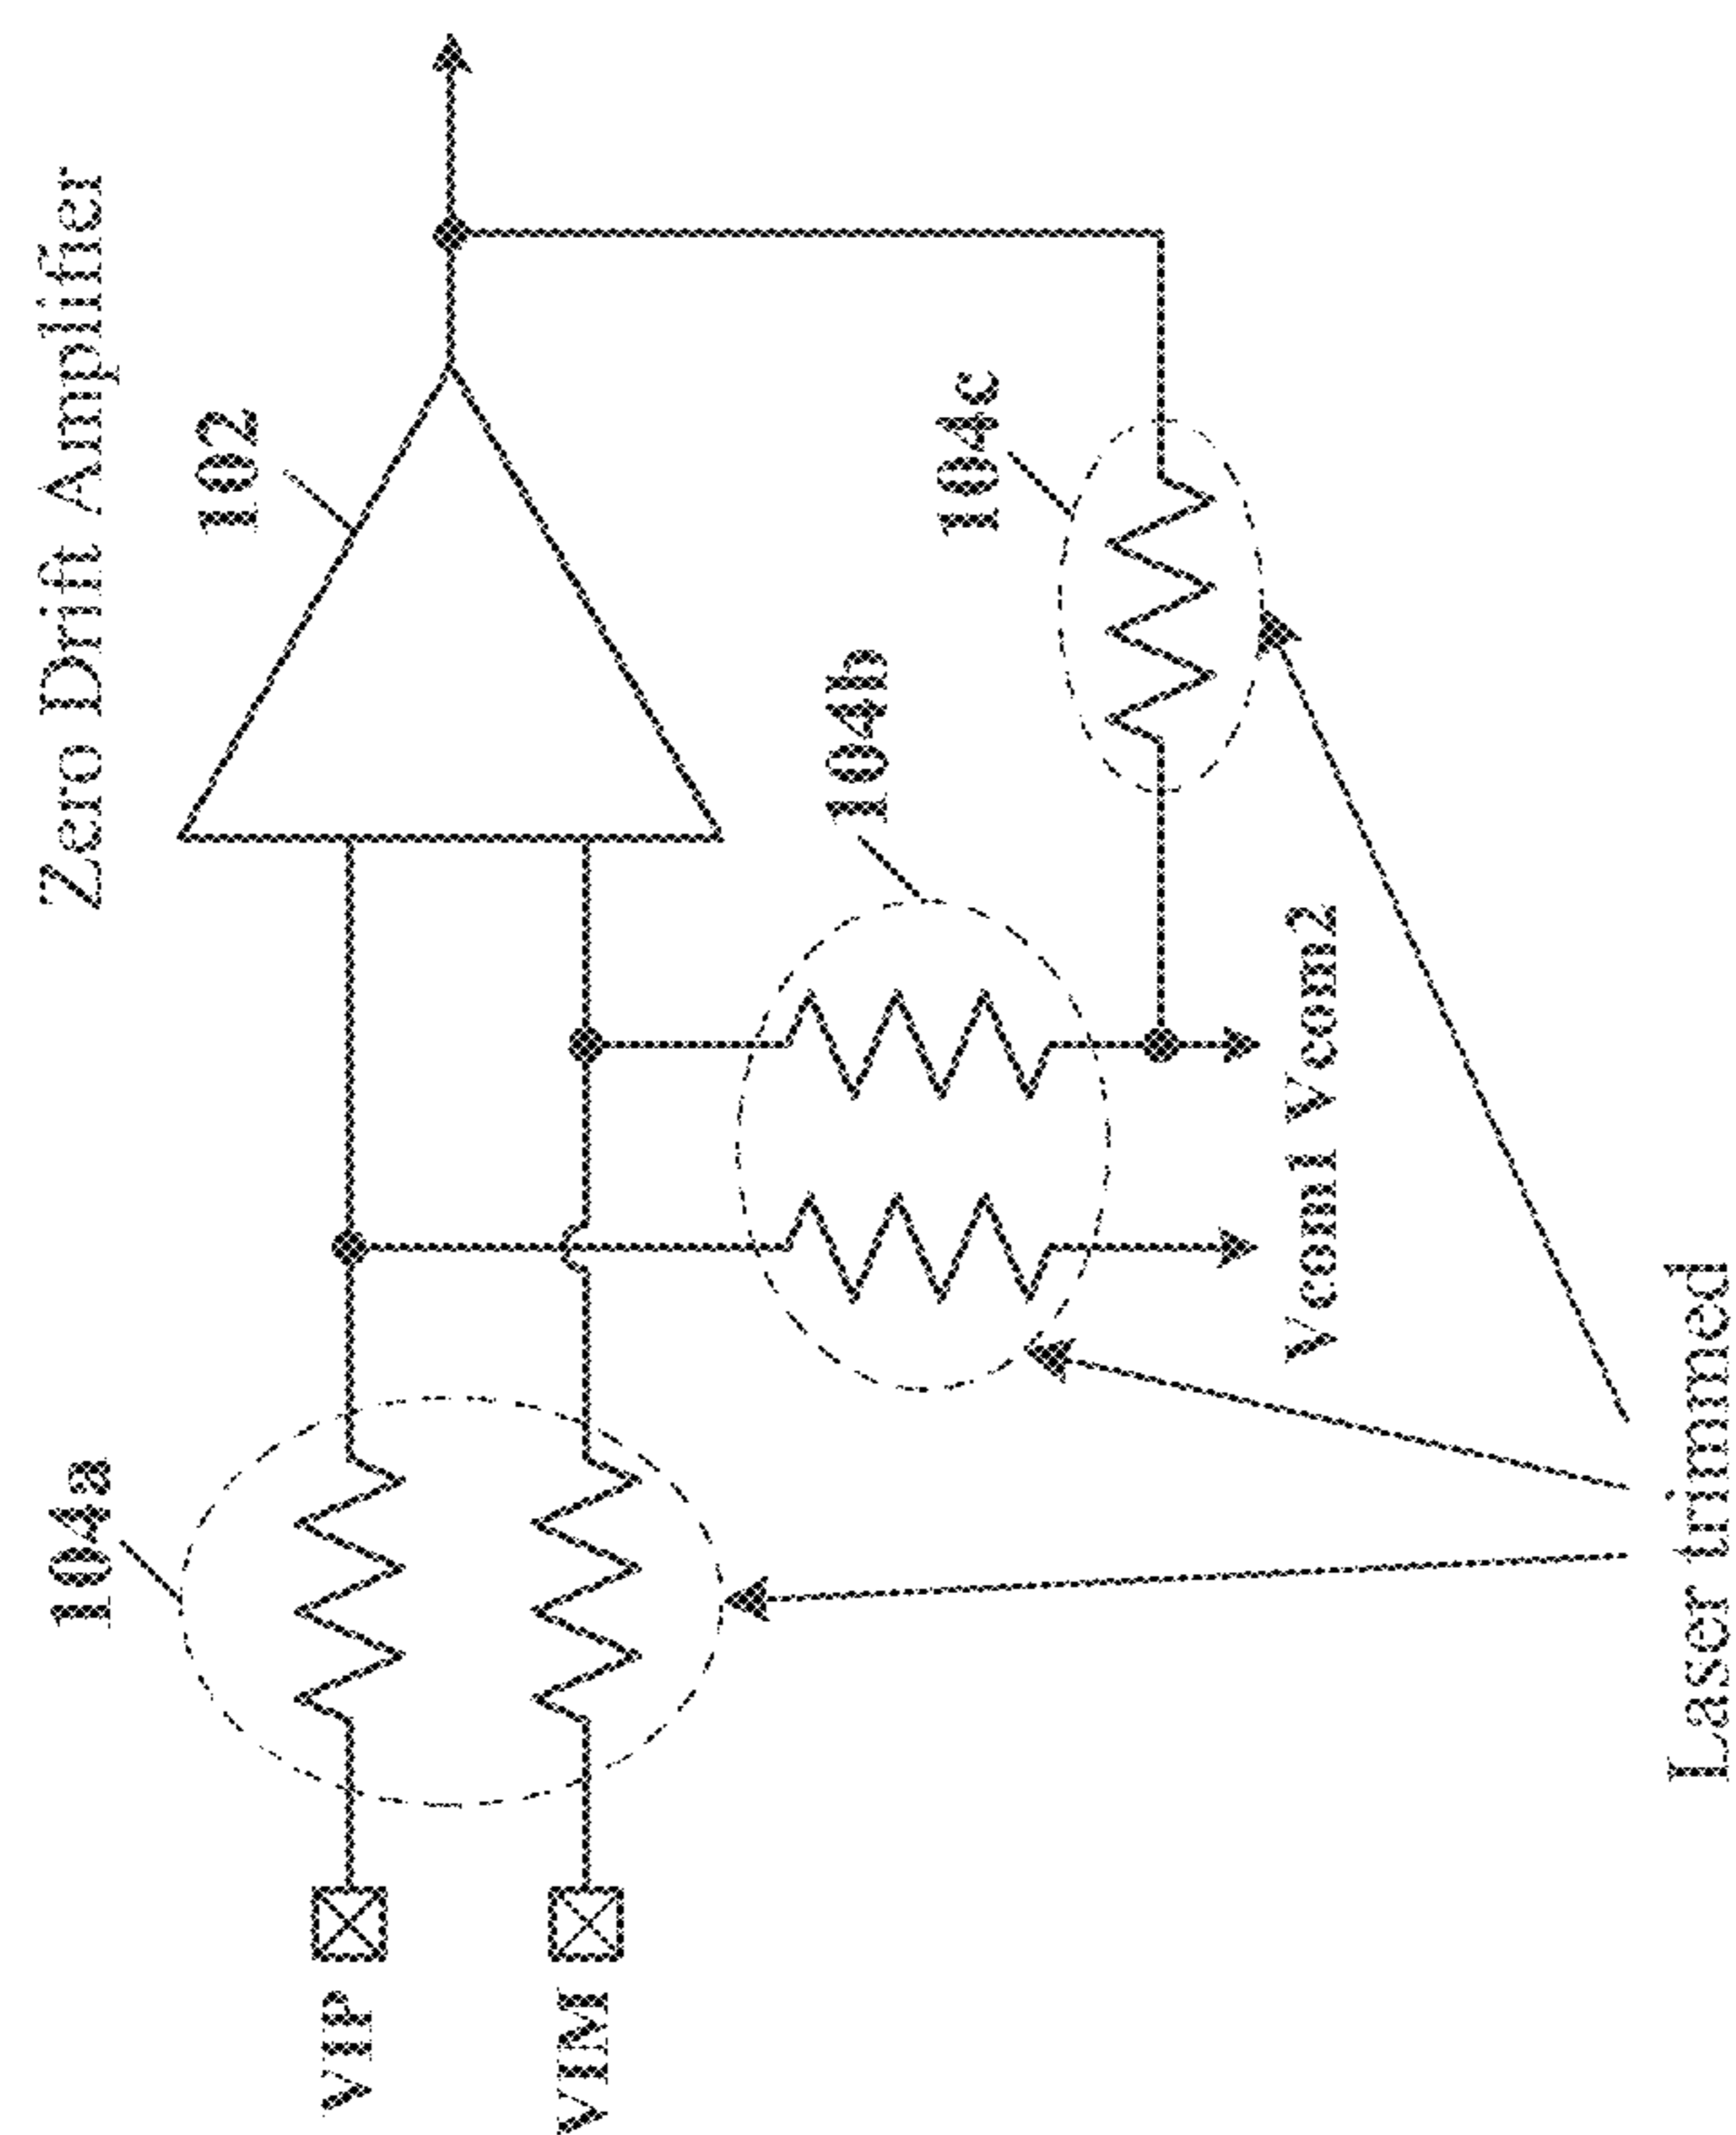 Zero Drift Amplifier
102
104a
104b
104c
VIP
VIM
Vcom1 Vcom2
Laser trimmed